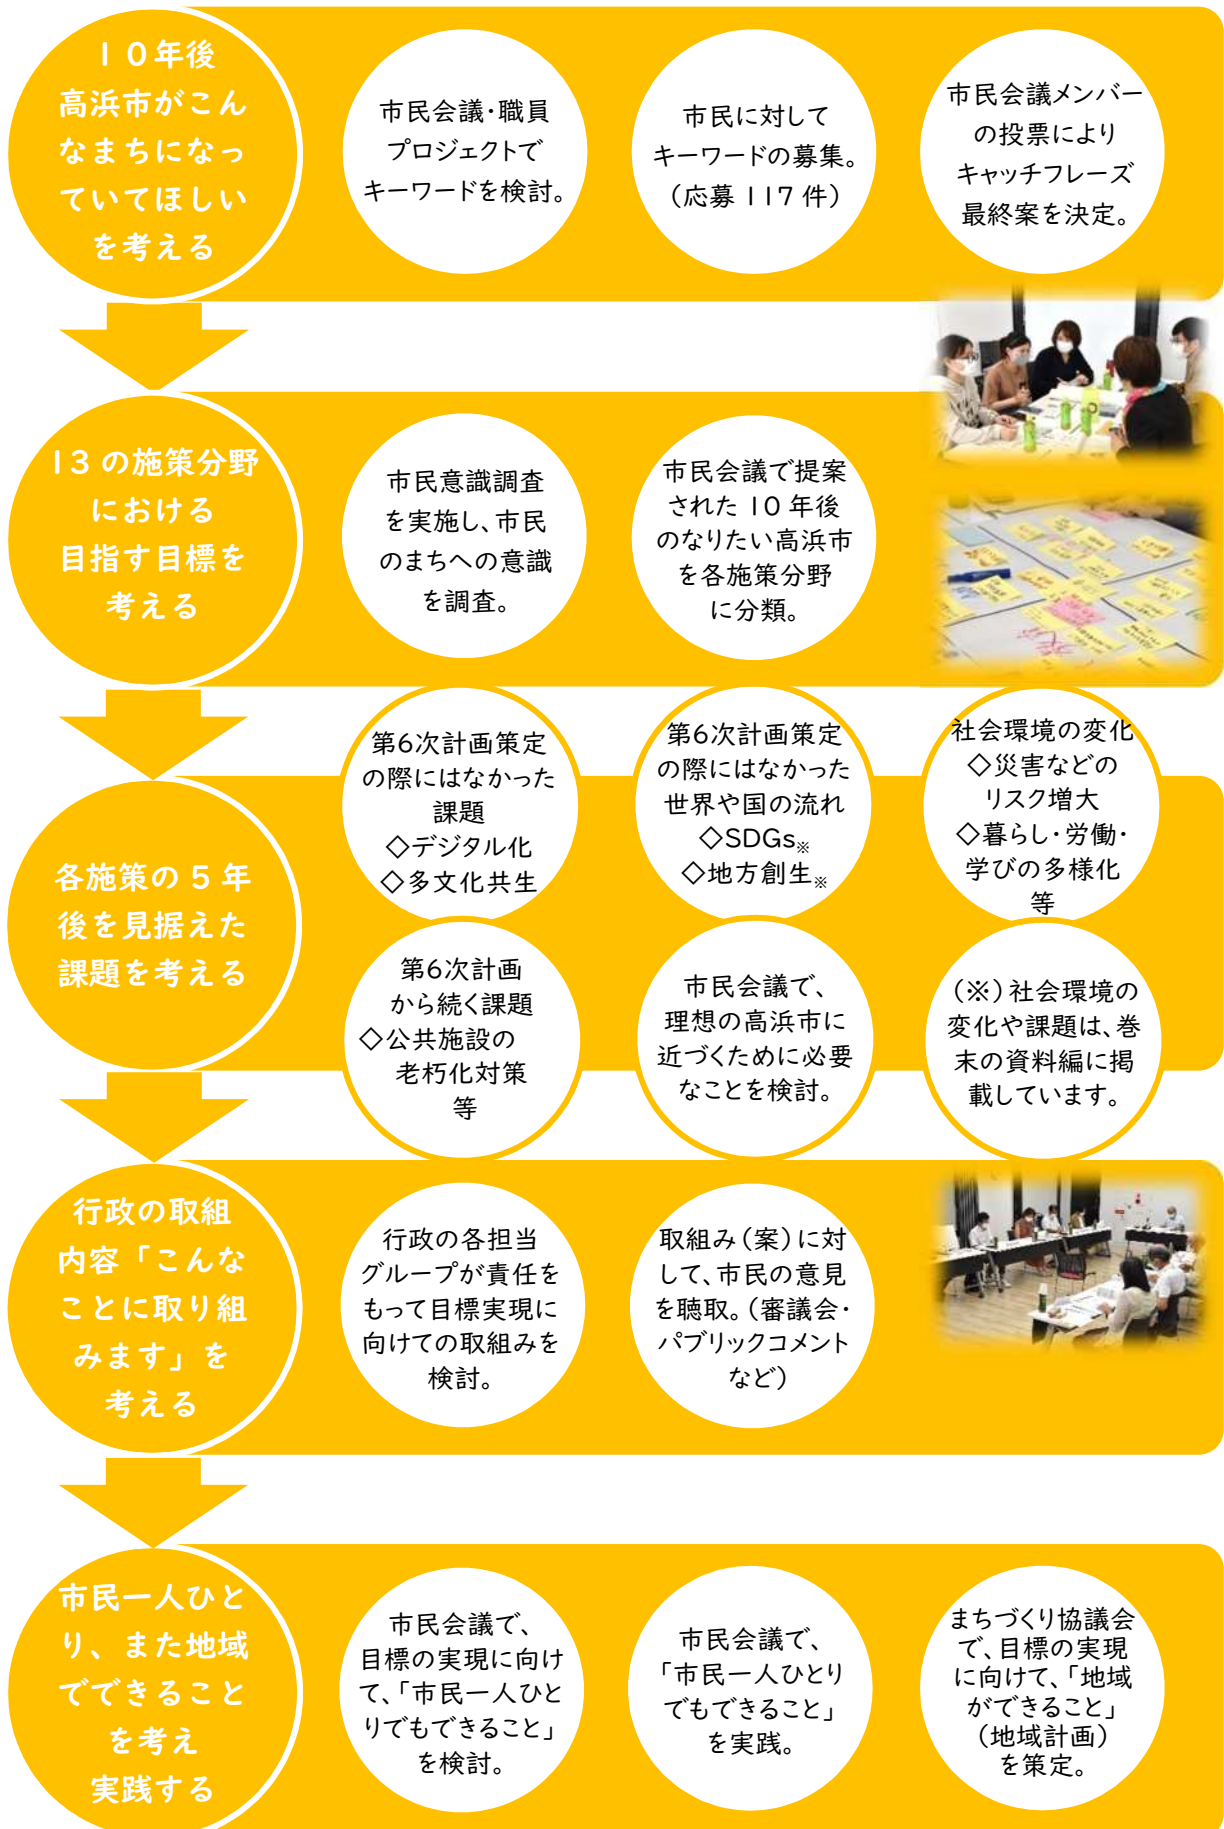 10年後
高浜市がこん
なまちになっ
ていてほしい
を考える
市民会議・職員
プロジェクトで
キーワードを検討。
市民に対して
キーワードの募集。
（応募 117 件）
市民会議メンバー
の投票により
キャッチフレーズ
最終案を決定。
13 の施策分野
における
目指す目標を
考える
市民意識調査
を実施し、市民
のまちへの意識
を調査。
市民会議で提案
された 10 年後
のなりたい高浜市
を各施策分野
に分類。
各施策の 5 年
後を見据えた
課題を考える
第6次計画策定
の際にはなかった
課題
◇デジタル化
◇多文化共生
第6次計画策定
の際にはなかった
世界や国の流れ
◇SDGs※
◇地方創生※
社会環境の変化
◇災害などの
リスク増大
◇暮らし・労働・
学びの多様化
等
第6次計画
から続く課題
◇公共施設の
老朽化対策
等
市民会議で、
理想の高浜市に
近づくために必要
なことを検討。
（※）社会環境の
変化や課題は、巻
末の資料編に掲
載しています。
行政の取組
内容「こんな
ことに取り組
みます」を
考える
行政の各担当
グループが責任を
もって目標実現に
向けての取組みを
検討。
取組み（案）に対
して、市民の意見
を聴取。（審議会・
パブリックコメント
など）
市民一人ひと
り、また地域
でできること
を考え
実践する
市民会議で、
目標の実現に向け
て、「市民一人ひと
りでもできること」
を検討。
市民会議で、
「市民一人ひとり
でもできること」
を実践。
まちづくり協議会
で、目標の実現
に向けて、「地域
ができること」
（地域計画）
を策定。